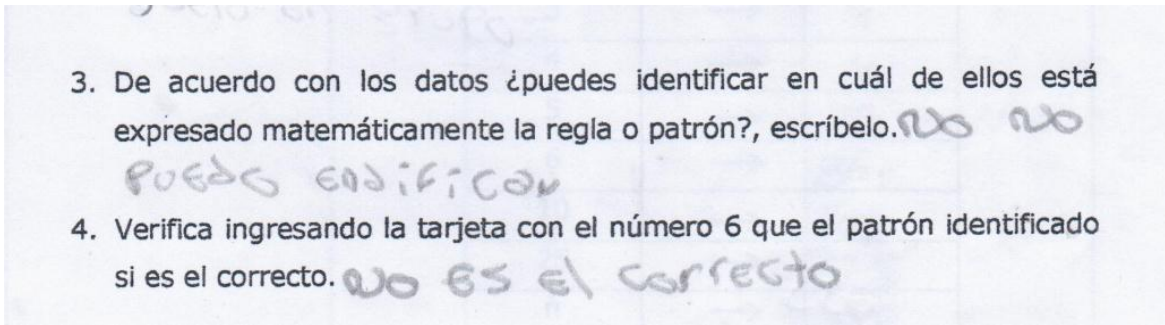 3. De acuerdo con los datos ¿puedes identificar en cuál de ellos está
expresado matemáticamente la regla o patrón?, escríbelo. No no
puedo endificar
4. Verifica ingresando la tarjeta con el número 6 que el patrón identificado
si es el correcto. no es el correcto